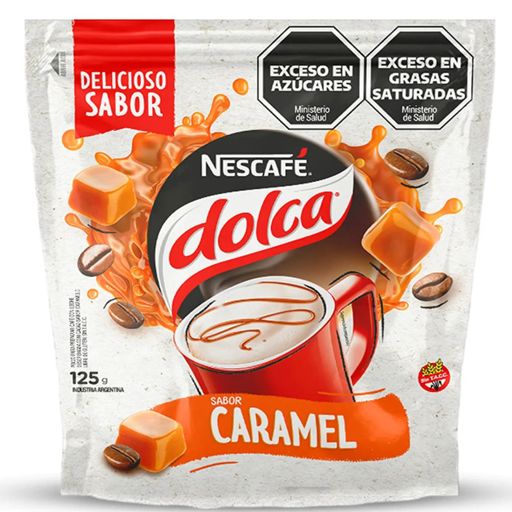 DELICIOSO
SABOR
EXCESO EN
AZÚCARES
Ministerio
de Salud
EXCESO EN
GRASAS
SATURADAS
Ministerio
de Salud
NESCAFÉ
dolca
125 g
INDUSTRIA ARGENTINA
Sin T.A.C.C.
SABOR
CARAMEL